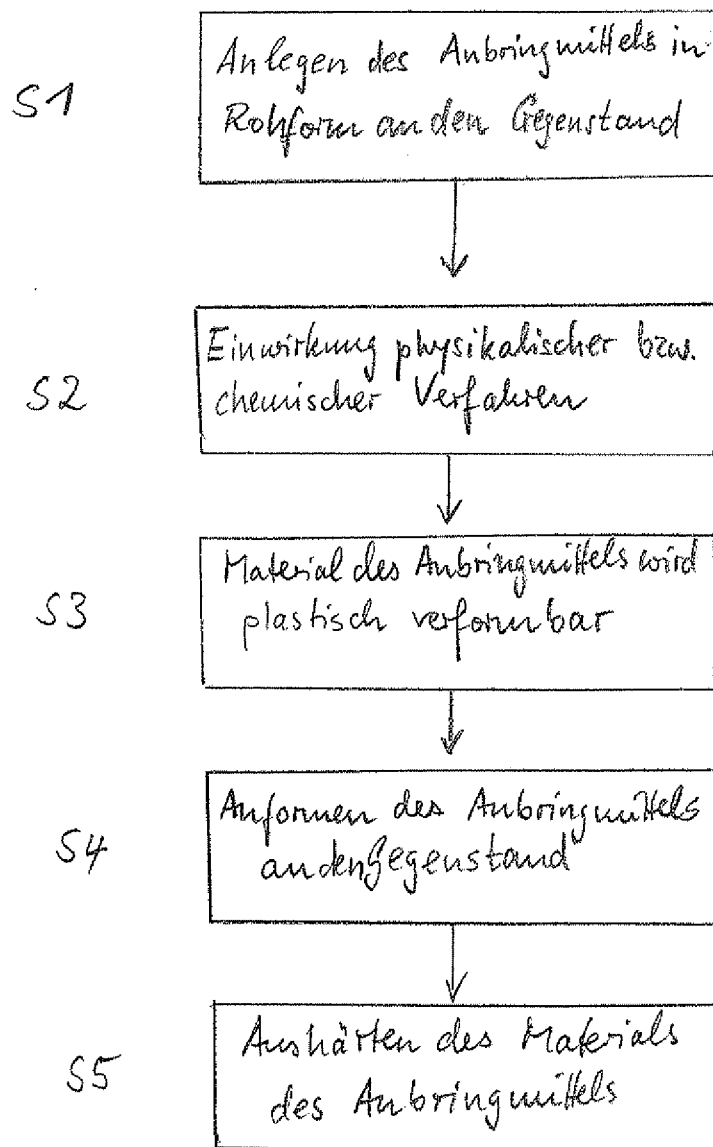 S1
Anlegen des Anbringmittels in
Rohform an den Gegenstand
S2
Einwirkung physikalischer bzw.
chemischer Verfahren
S3
Material des Anbringmittels wird
plastisch verformbar
S4
Anformen des Anbringmittels
an den Gegenstand
S5
Aushärten des Materials
des Anbringmittels